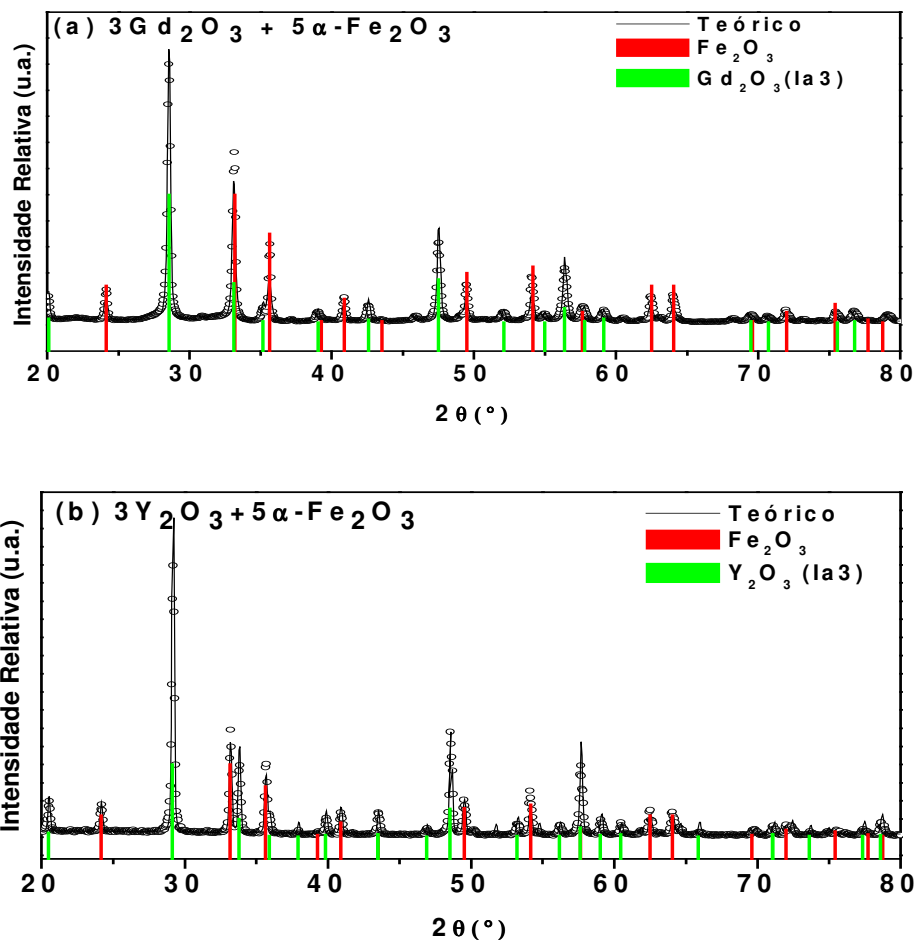 (a) 3Gd₂O₃ + 5α-Fe₂O₃
Teórico
Fe₂O₃
Gd₂O₃(Ia3)
Intensidade Relativa (u.a.)
20 30 40 50 60 70 80
2θ(°)
(b) 3Y₂O₃+5α-Fe₂O₃
Teórico
Fe₂O₃
Y₂O₃ (Ia3)
Intensidade Relativa (u.a.)
20 30 40 50 60 70 80
2θ(°)